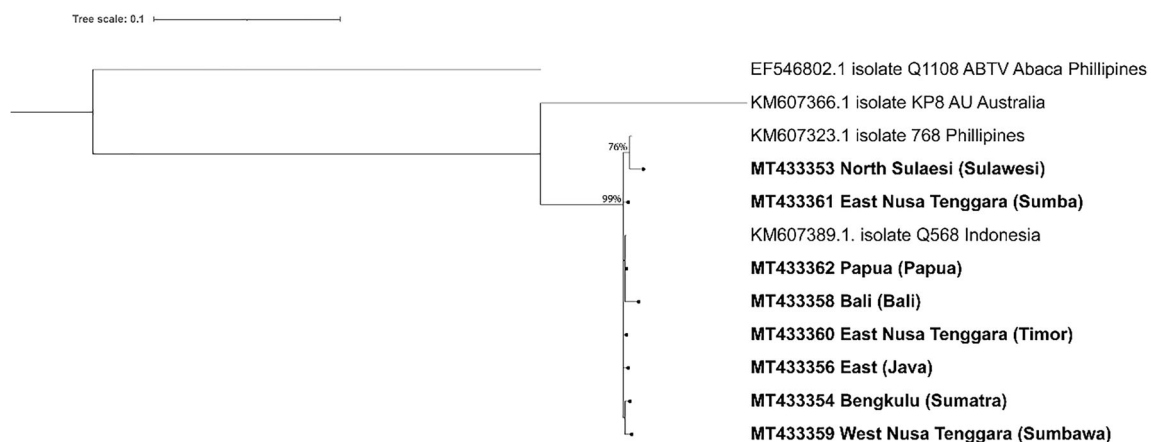 Tree scale: 0.1
EF546802.1 isolate Q1108 ABTV Abaca Phillipines
KM607366.1 isolate KP8 AU Australia
KM607323.1 isolate 768 Phillipines
76%
MT433353 North Sulaesi (Sulawesi)
99%
MT433361 East Nusa Tenggara (Sumba)
KM607389.1. isolate Q568 Indonesia
MT433362 Papua (Papua)
MT433358 Bali (Bali)
MT433360 East Nusa Tenggara (Timor)
MT433356 East (Java)
MT433354 Bengkulu (Sumatra)
MT433359 West Nusa Tenggara (Sumbawa)